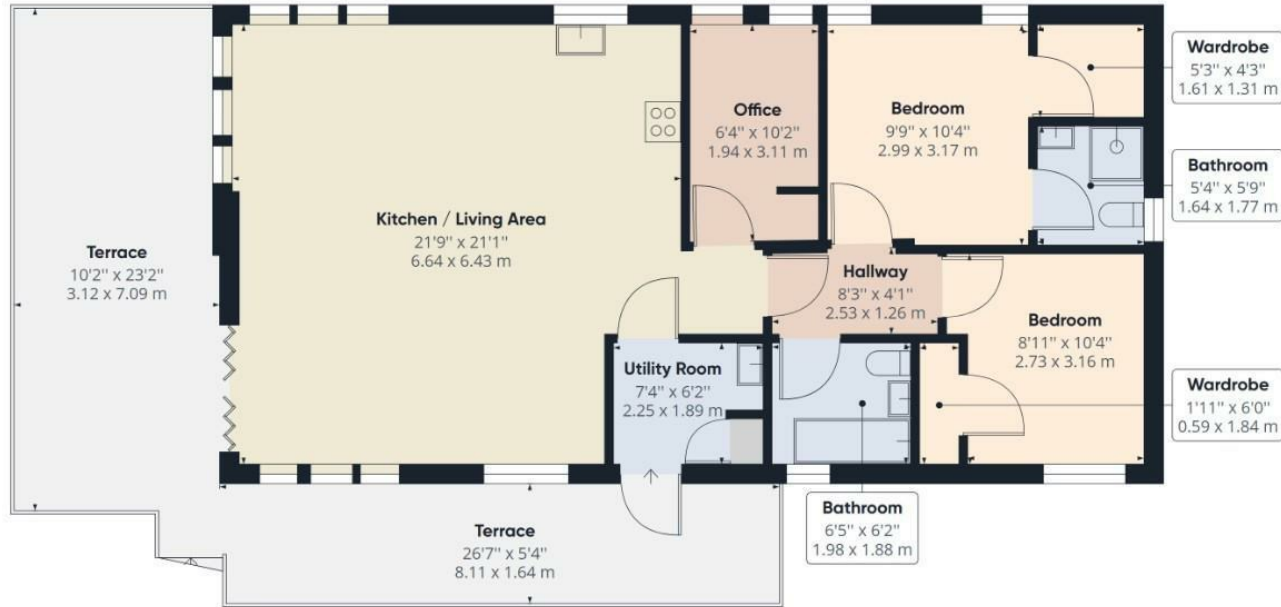 Terrace
10'2" x 23'2"
3.12 x 7.09 m
Kitchen / Living Area
21'9" x 21'1"
6.64 x 6.43 m
Office
6'4" x 10'2"
1.94 x 3.11 m
Bedroom
9'9" x 10'4"
2.99 x 3.17 m
Wardrobe
5'3" x 4'3"
1.61 x 1.31 m
Bathroom
5'4" x 5'9"
1.64 x 1.77 m
Hallway
8'3" x 4'1"
2.53 x 1.26 m
Bedroom
8'11" x 10'4"
2.73 x 3.16 m
Utility Room
7'4" x 6'2"
2.25 x 1.89 m
Wardrobe
1'11" x 6'0"
0.59 x 1.84 m
Bathroom
6'5" x 6'2"
1.98 x 1.88 m
Terrace
26'7" x 5'4"
8.11 x 1.64 m